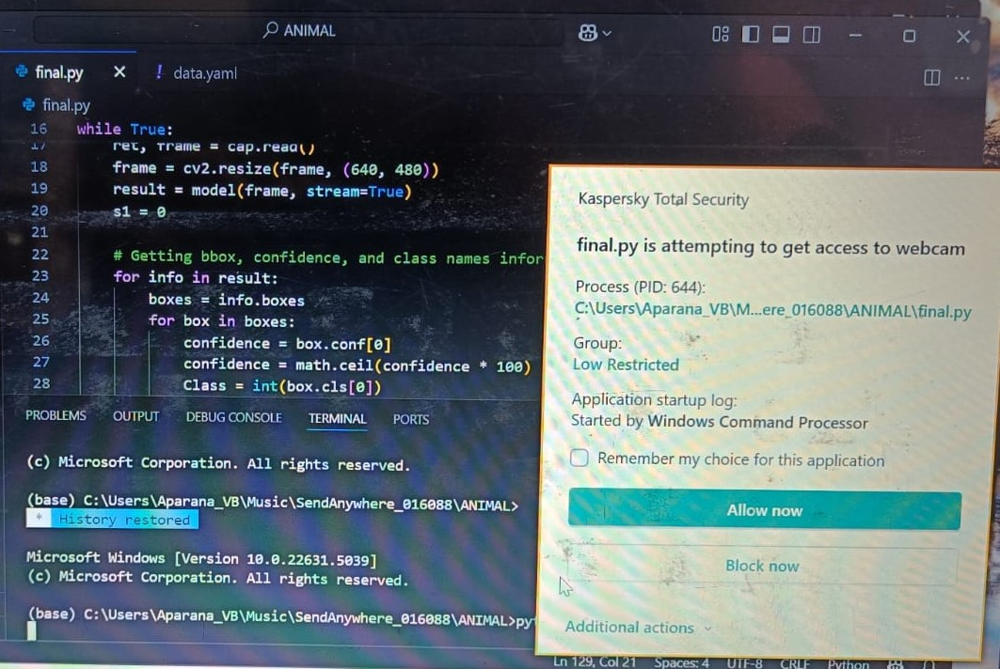 ANIMAL
final.py
! data.yaml
final.py
16 while True:
17 ret, frame = cap.read()
18 frame = cv2.resize(frame, (640, 480))
19 result = model(frame, stream=True)
20 s1 = 0
21
22 # Getting bbox, confidence, and class names infor
23 for info in result:
24 boxes = info.boxes
25 for box in boxes:
26 confidence = box.conf[0]
27 confidence = math.ceil(confidence * 100)
28 Class = int(box.cls[0])
PROBLEMS OUTPUT DEBUG CONSOLE TERMINAL PORTS
(c) Microsoft Corporation. All rights reserved.
(base) C:\Users\Aparana_VB\Music\SendAnywhere_016088\ANIMAL>
* History restored
Microsoft Windows [Version 10.0.22631.5039]
(c) Microsoft Corporation. All rights reserved.
(base) C:\Users\Aparana_VB\Music\SendAnywhere_016088\ANIMAL>py
Kaspersky Total Security
final.py is attempting to get access to webcam
Process (PID: 644):
C:\Users\Aparana_VB\M...ere_016088\ANIMAL\final.py
Group:
Low Restricted
Application startup log:
Started by Windows Command Processor
Remember my choice for this application
Allow now
Block now
Additional actions
Ln 129, Col 21 Spaces: 4 UTF-8 CRLF Python